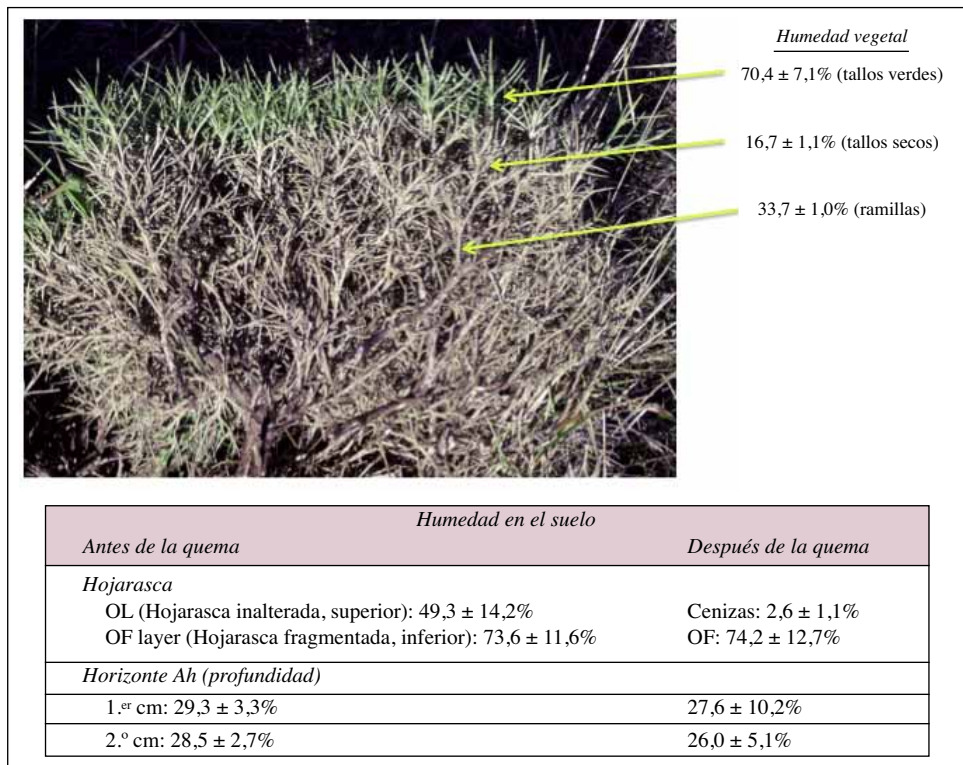 Humedad vegetal
70,4 ± 7,1% (tallos verdes)
16,7 ± 1,1% (tallos secos)
33,7 ± 1,0% (ramillas)
Humedad en el suelo
Antes de la quema Después de la quema
Hojarasca
OL (Hojarasca inalterada, superior): 49,3 ± 14,2% Cenizas: 2,6 ± 1,1%
OF layer (Hojarasca fragmentada, inferior): 73,6 ± 11,6% OF: 74,2 ± 12,7%
Horizonte Ah (profundidad)
1.er cm: 29,3 ± 3,3% 27,6 ± 10,2%
2.º cm: 28,5 ± 2,7% 26,0 ± 5,1%